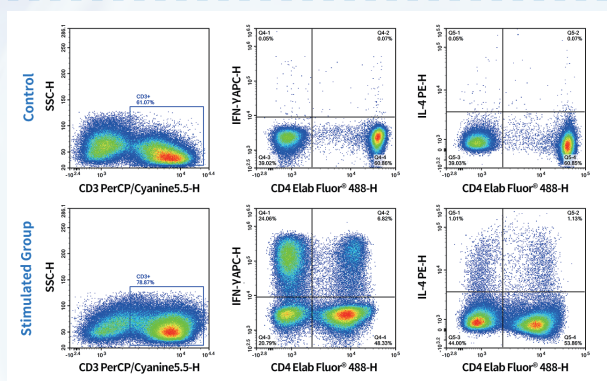 Control
SSC-H
CD3+
61.07%
CD3 PerCP/Cyanine5.5-H
IFN-γAPC-H
Q4-1
0.05%
Q4-2
0.07%
Q4-3
39.02%
Q4-4
60.86%
CD4 Elab Fluor® 488-H
IL-4 PE-H
Q5-1
0.05%
Q5-2
0.07%
Q5-3
39.03%
Q5-4
60.85%
CD4 Elab Fluor® 488-H
Stimulated Group
SSC-H
CD3+
78.87%
CD3 PerCP/Cyanine5.5-H
IFN-γAPC-H
Q4-1
24.06%
Q4-2
6.82%
Q4-3
20.79%
Q4-4
48.33%
CD4 Elab Fluor® 488-H
IL-4 PE-H
Q5-1
1.01%
Q5-2
1.13%
Q5-3
44.00%
Q5-4
53.86%
CD4 Elab Fluor® 488-H